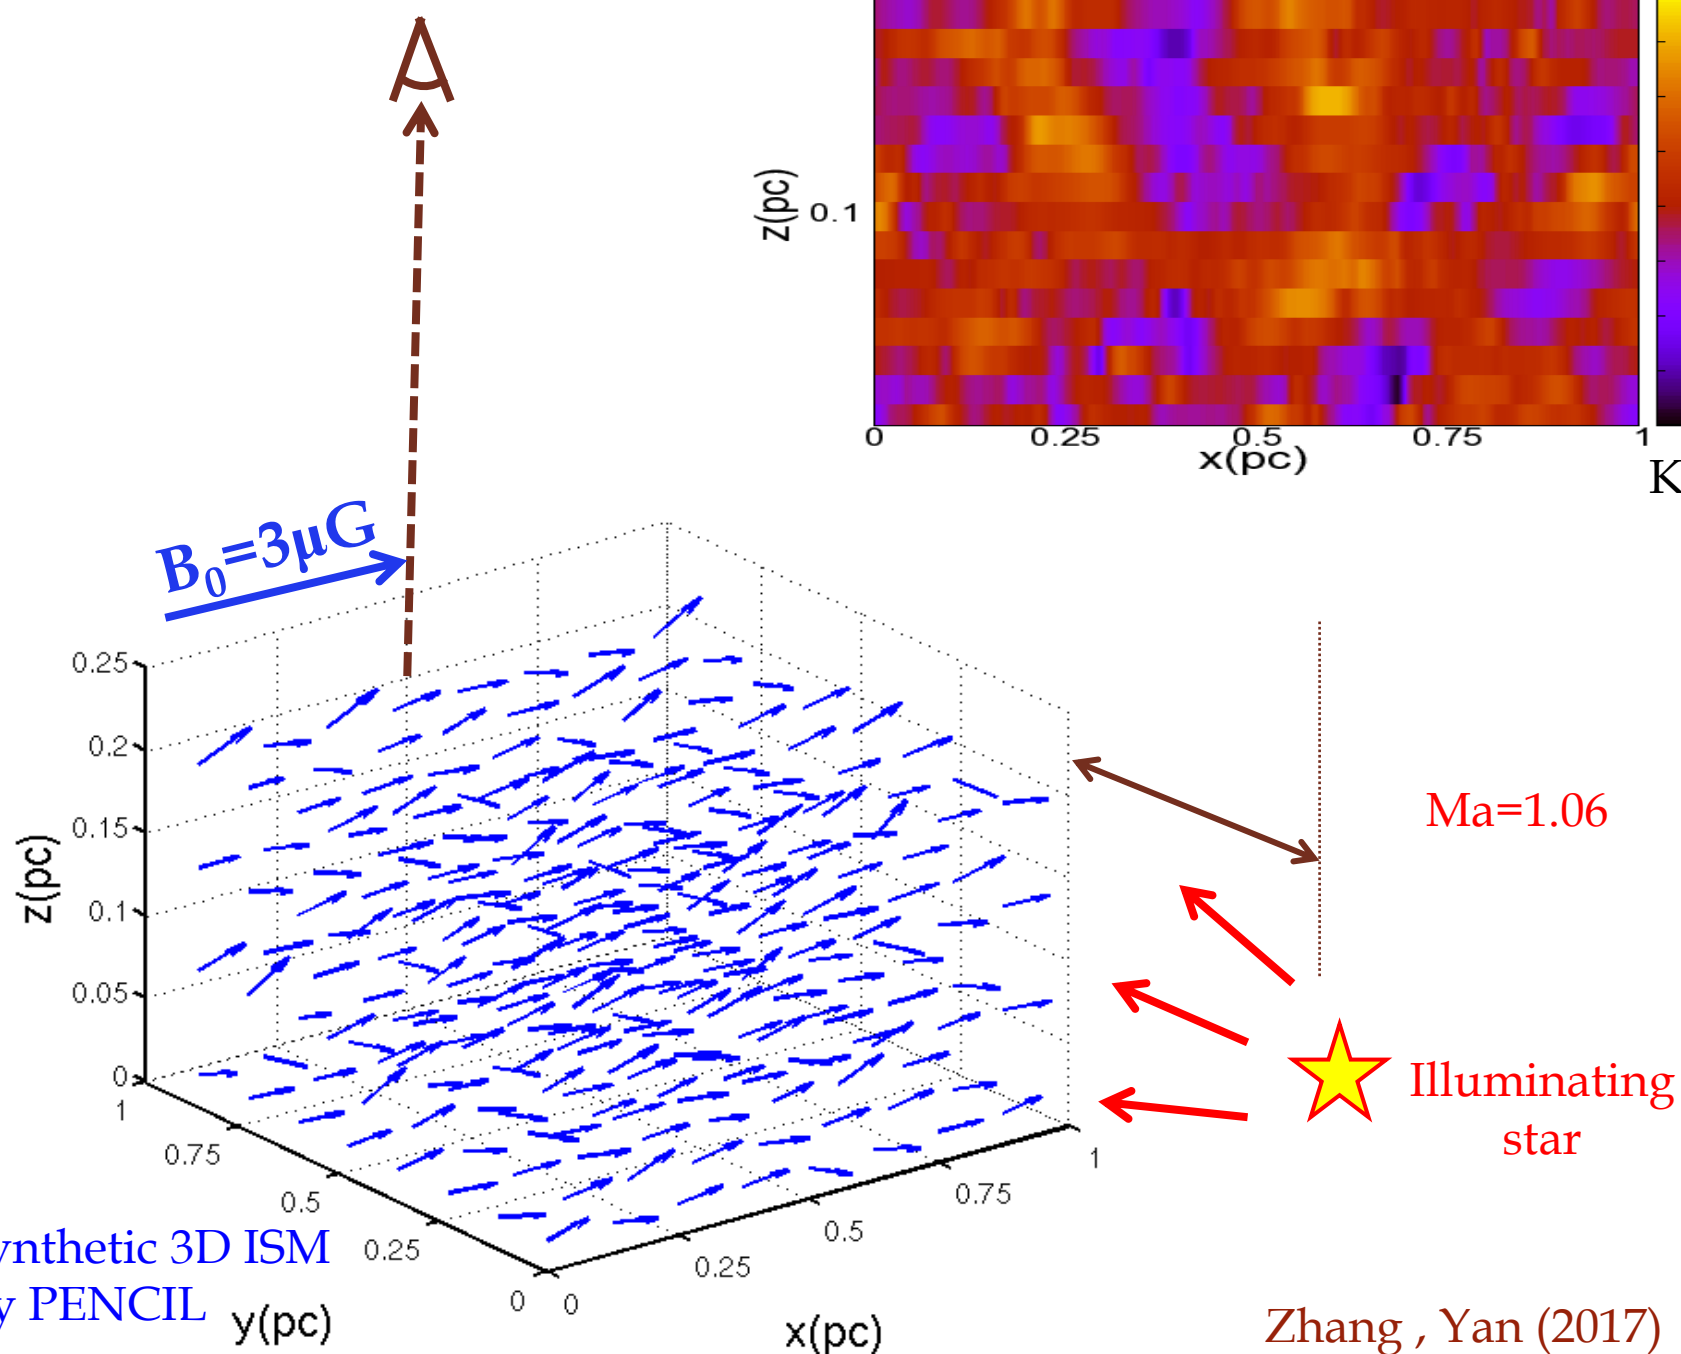 z(pc)
0.1
0 0.25 0.5 0.75 1
x(pc)
K
B₀=3μG
0.25
0.2
0.15
0.1
0.05
0
z(pc)
1
0.75
0.5
0.25
0
y(pc)
0
0.25
0.5
0.75
1
x(pc)
Ma=1.06
Illuminating
star
ynthetic 3D ISM
y PENCIL
Zhang , Yan (2017)